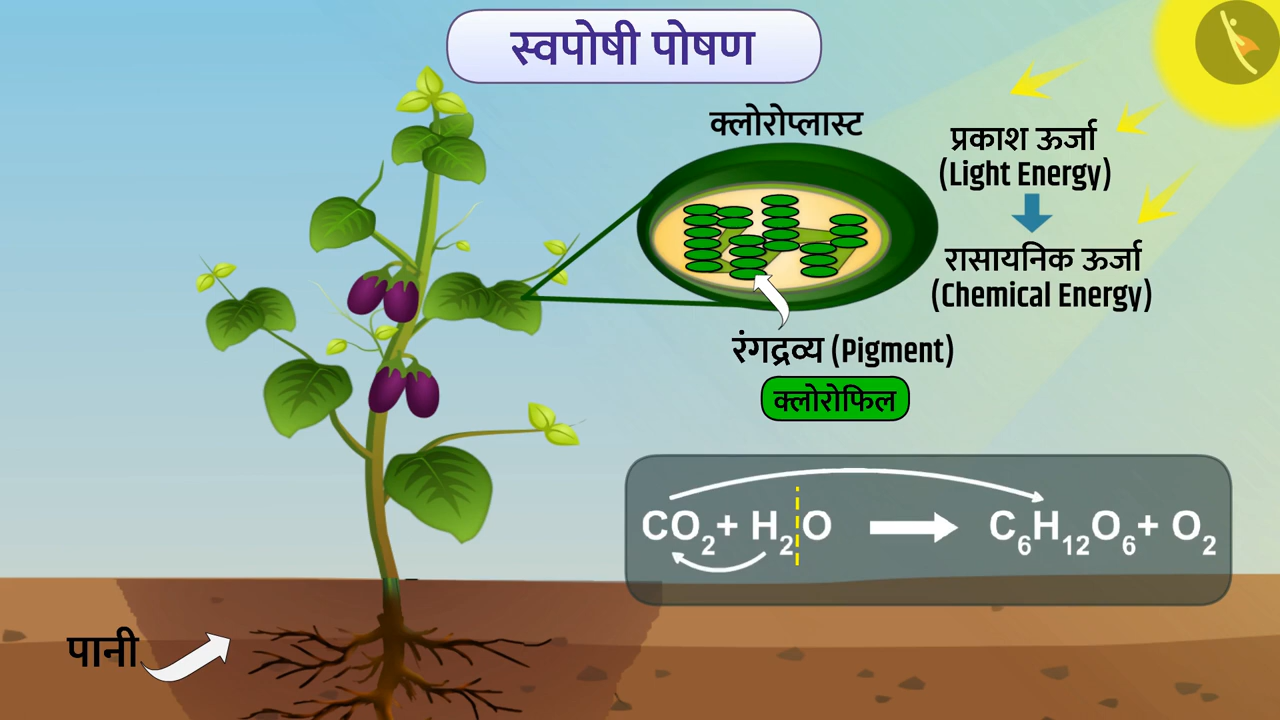 स्वपोषी पोषण
क्लोरोप्लास्ट
प्रकाश ऊर्जा
(Light Energy)
रासायनिक ऊर्जा
(Chemical Energy)
रंगद्रव्य (Pigment)
क्लोरोफिल
CO₂+ H₂O → C₆H₁₂O₆+ O₂
पानी